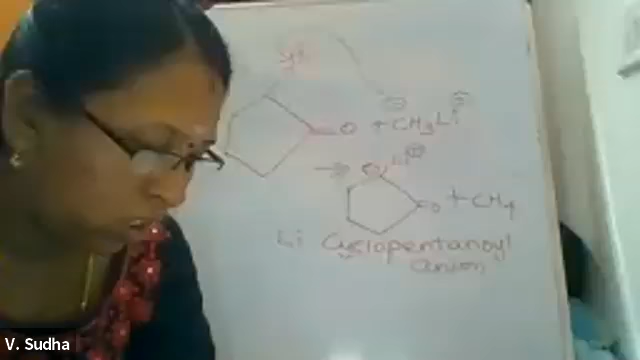 O + CH3Li
O + CH4
Li Cyclopentanoyl
anion
V. Sudha